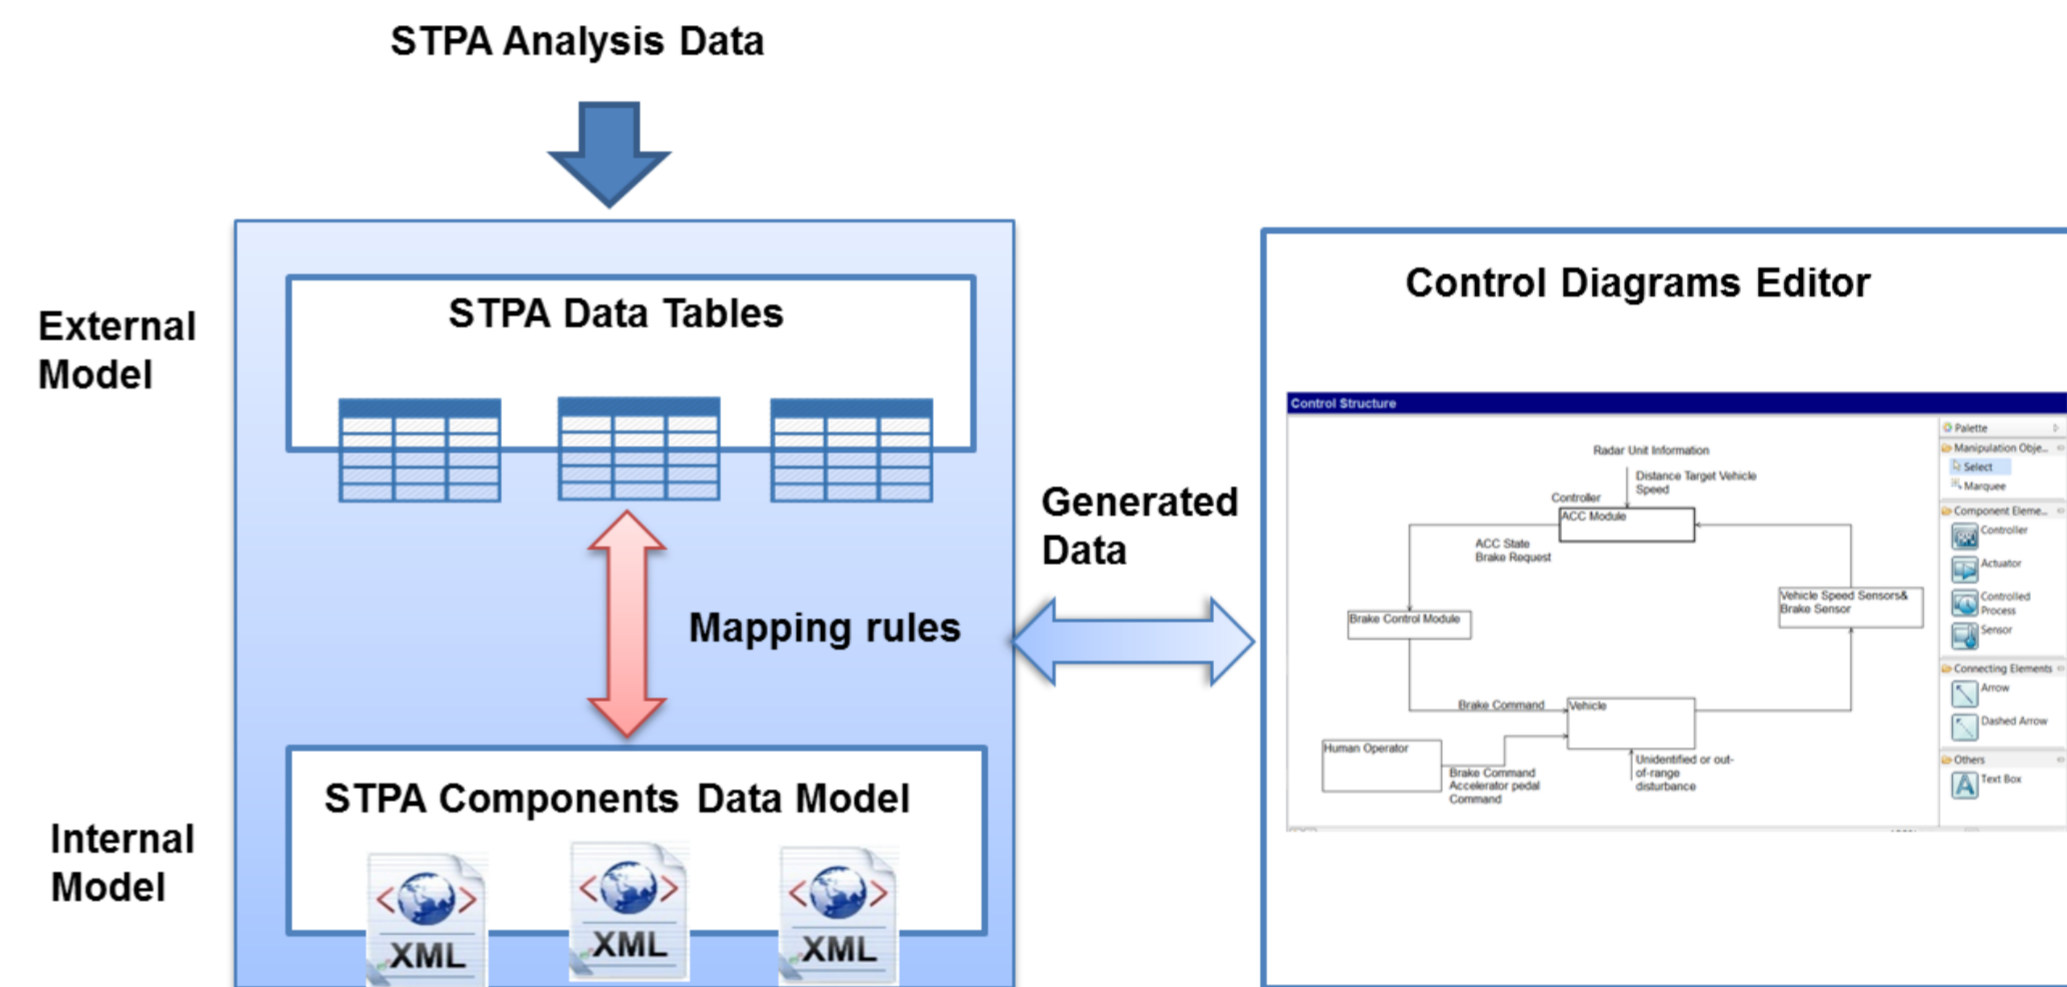 STPA Analysis Data
External
Model
STPA Data Tables
Mapping rules
Internal
Model
STPA Components Data Model
XML
XML
XML
Generated
Data
Control Diagrams Editor
Control Structure
Radar Unit Information
Distance Target Vehicle
Speed
Controller
ACC Module
ACC State
Brake Request
Brake Control Module
Vehicle Speed Sensors&
Brake Sensor
Brake Command
Vehicle
Human Operator
Brake Command
Accelerator pedal
Command
Unidentified or out-
of-range
disturbance
Palette
Manipulation Obje...
Select
Marquee
Component Eleme...
Controller
Actuator
Controlled
Process
Sensor
Connecting Elements
Arrow
Dashed Arrow
Others
A
Text Box